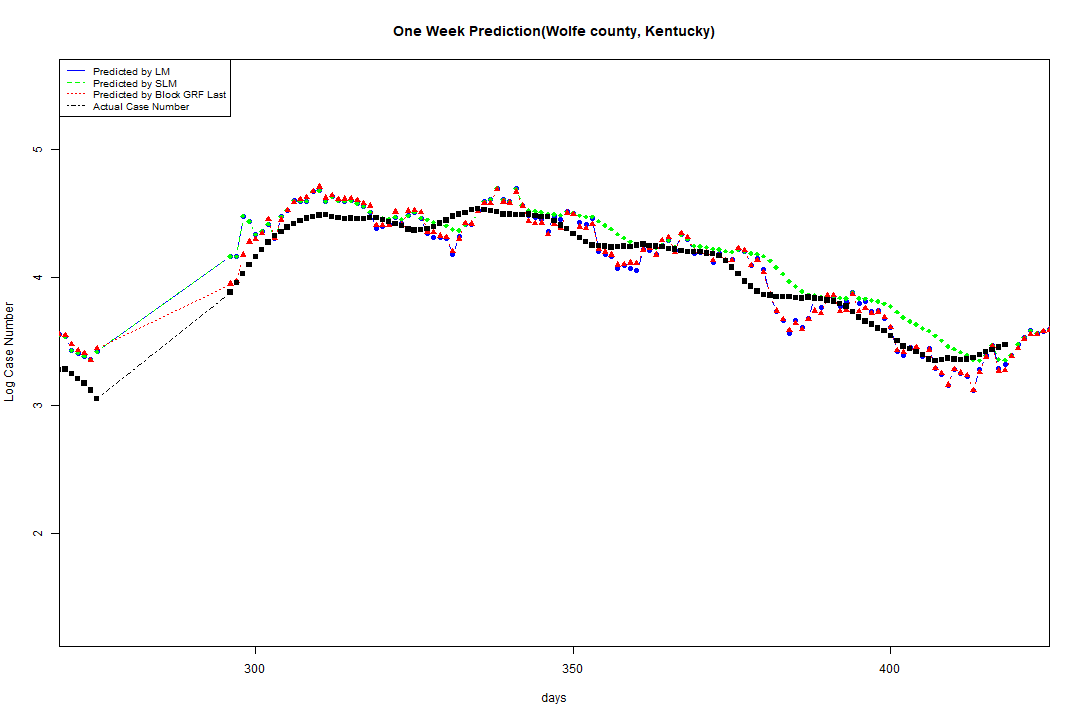 One Week Prediction(Wolfe county, Kentucky)
Predicted by LM
Predicted by SLM
Predicted by Block GRF Last
Actual Case Number
5
4
3
2
Log Case Number
300
350
400
days